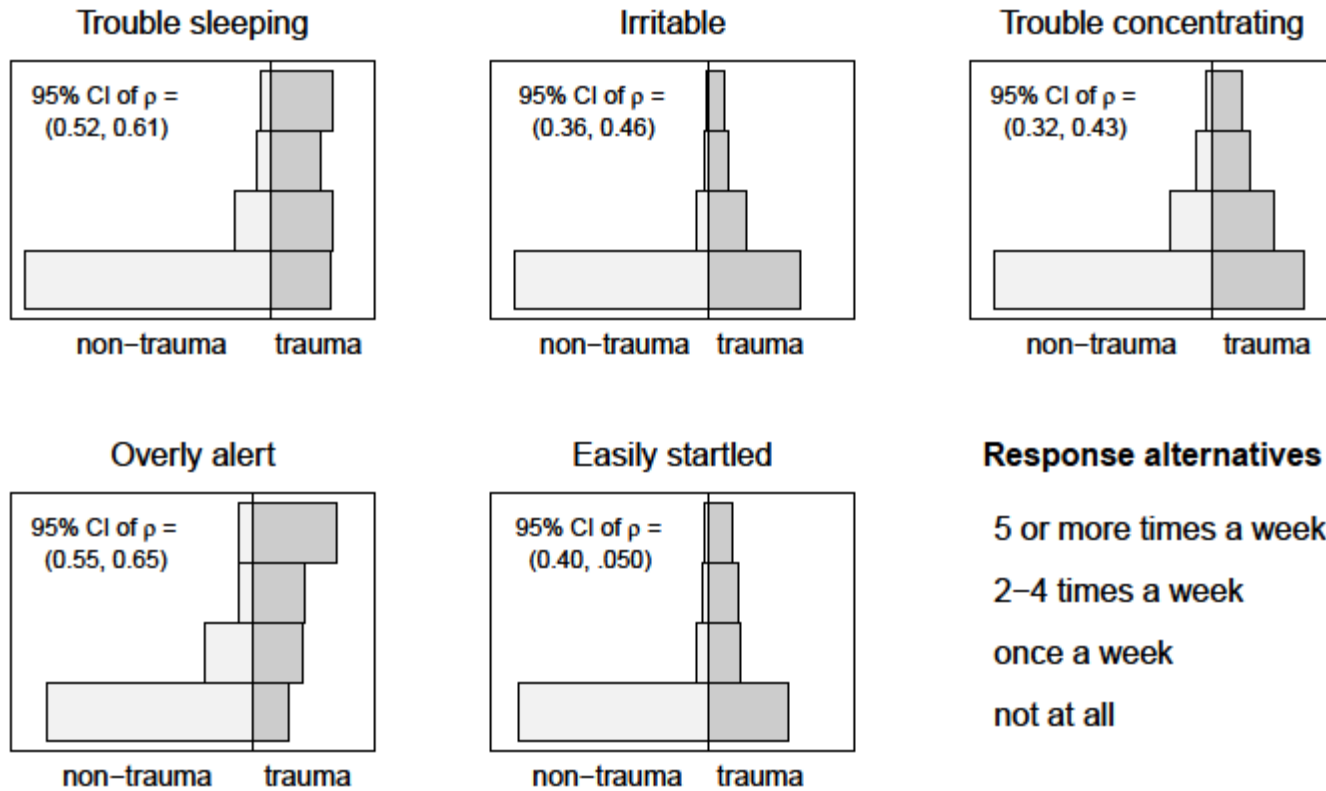 Trouble sleeping
95% CI of ρ =
(0.52, 0.61)
non−trauma trauma
Irritable
95% CI of ρ =
(0.36, 0.46)
non−trauma trauma
Trouble concentrating
95% CI of ρ =
(0.32, 0.43)
non−trauma trauma
Overly alert
95% CI of ρ =
(0.55, 0.65)
non−trauma trauma
Easily startled
95% CI of ρ =
(0.40, .050)
non−trauma trauma
Response alternatives
5 or more times a week
2−4 times a week
once a week
not at all